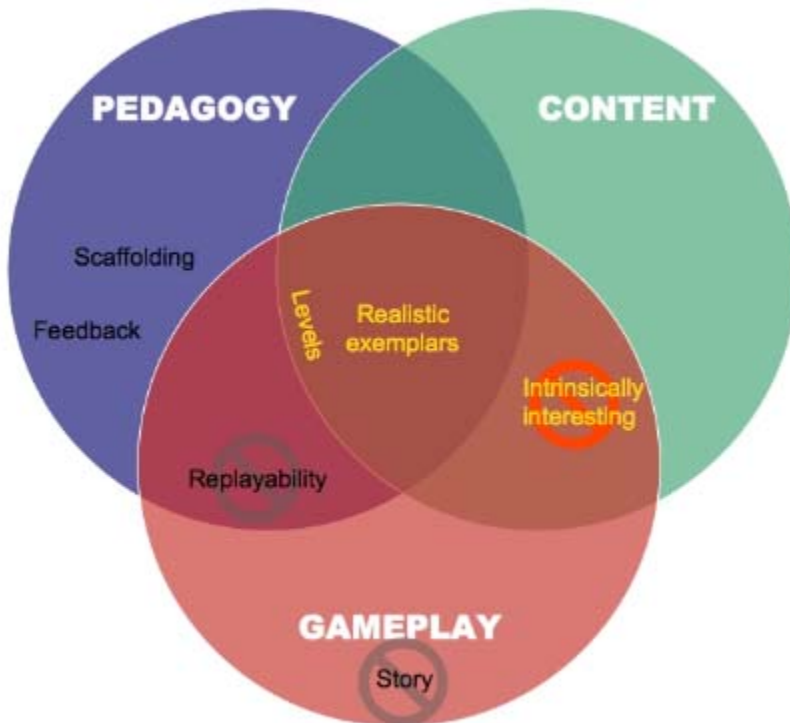 PEDAGOGY
CONTENT
Scaffolding
Feedback
Levels
Realistic
exemplars
Intrinsically
interesting
Replayability
GAMEPLAY
Story